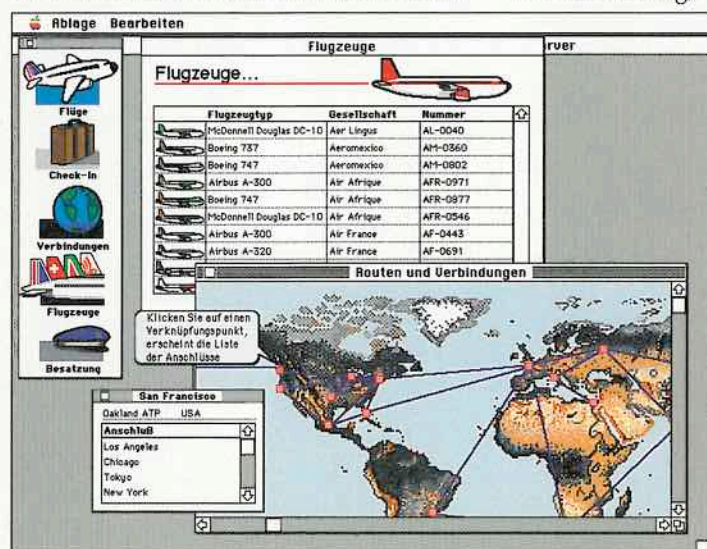 Ablage Bearbeiten
Flugzeuge
rver
Flugzeuge...
Flugzeugtyp Gesellschaft Nummer
McDonnell Douglas DC-10 Aer Lingus AL-0040
Boeing 737 Aeromexico AM-0360
Boeing 747 Aeromexico AM-0802
Airbus A-300 Air Afrique AFR-0971
Boeing 747 Air Afrique AFR-0877
McDonnell Douglas DC-10 Air Afrique AFR-0546
Airbus A-300 Air France AF-0443
Airbus A-320 Air France AF-0691
Flüge
Check-In
Verbindungen
Flugzeuge
Besatzung
Routen und Verbindungen
Klicken Sie auf einen
Verknüpfungspunkt,
erscheint die Liste
der Anschlüsse
San Francisco
Oakland ATP USA
Anschluß
Los Angeles
Chicago
Tokyo
New York